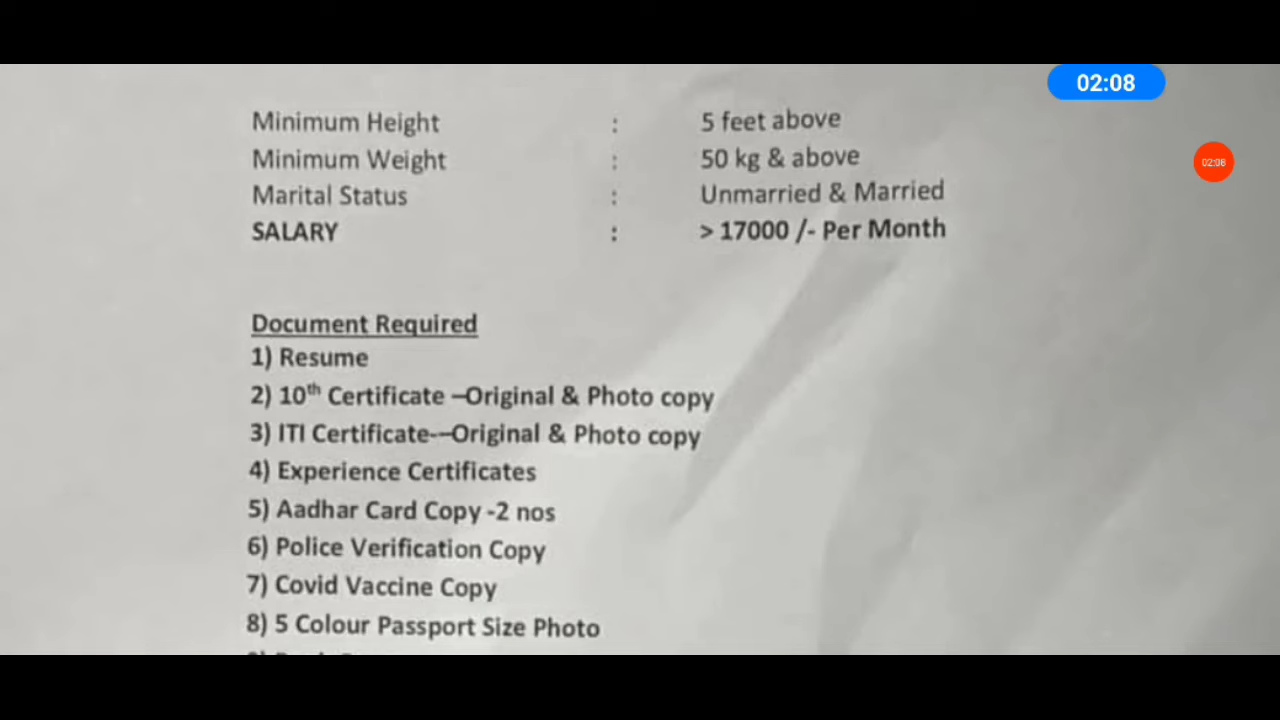 02:08
02:08
Minimum Height : 5 feet above
Minimum Weight : 50 kg & above
Marital Status : Unmarried & Married
SALARY : > 17000 /- Per Month
Document Required
1) Resume
2) 10th Certificate –Original & Photo copy
3) ITI Certificate-–Original & Photo copy
4) Experience Certificates
5) Aadhar Card Copy -2 nos
6) Police Verification Copy
7) Covid Vaccine Copy
8) 5 Colour Passport Size Photo